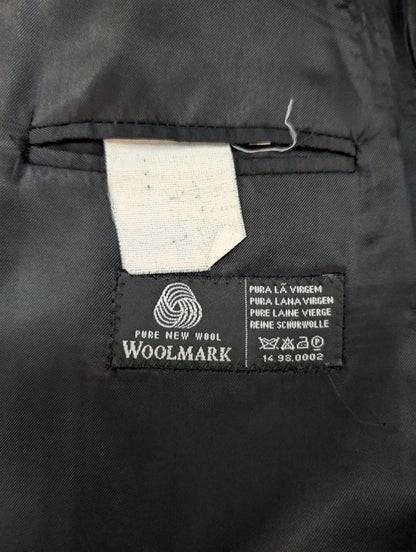 PURE NEW WOOL
WOOLMARK
PURA LÃ VIRGEM
PURA LANA VIRGEN
PURE LAINE VIERGE
REINE SCHURWOLLE
P
14.98.0002